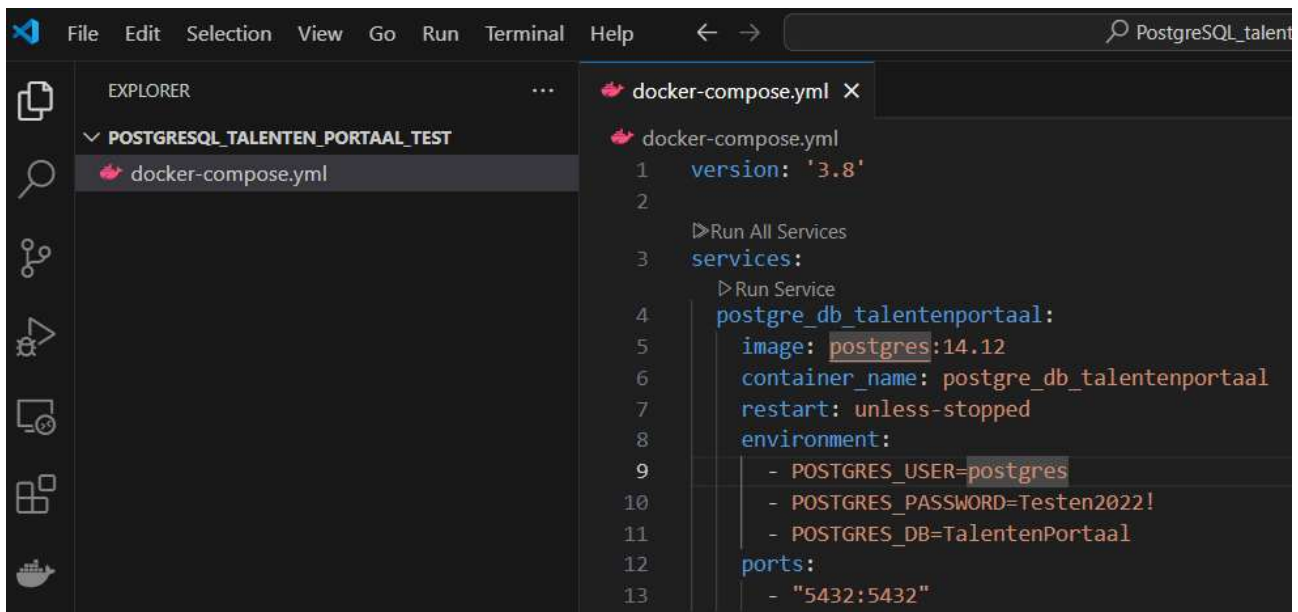 File Edit Selection View Go Run Terminal Help ← → PostgreSQL_talent
EXPLORER ...
POSTGRESQL_TALENTEN_PORTAAL_TEST
docker-compose.yml
docker-compose.yml ×
docker-compose.yml
1 version: '3.8'
2
Run All Services
3 services:
Run Service
4 postgre_db_talentenportaal:
5 image: postgres:14.12
6 container_name: postgre_db_talentenportaal
7 restart: unless-stopped
8 environment:
9 - POSTGRES_USER=postgres
10 - POSTGRES_PASSWORD=Testen2022!
11 - POSTGRES_DB=TalentenPortaal
12 ports:
13 - "5432:5432"